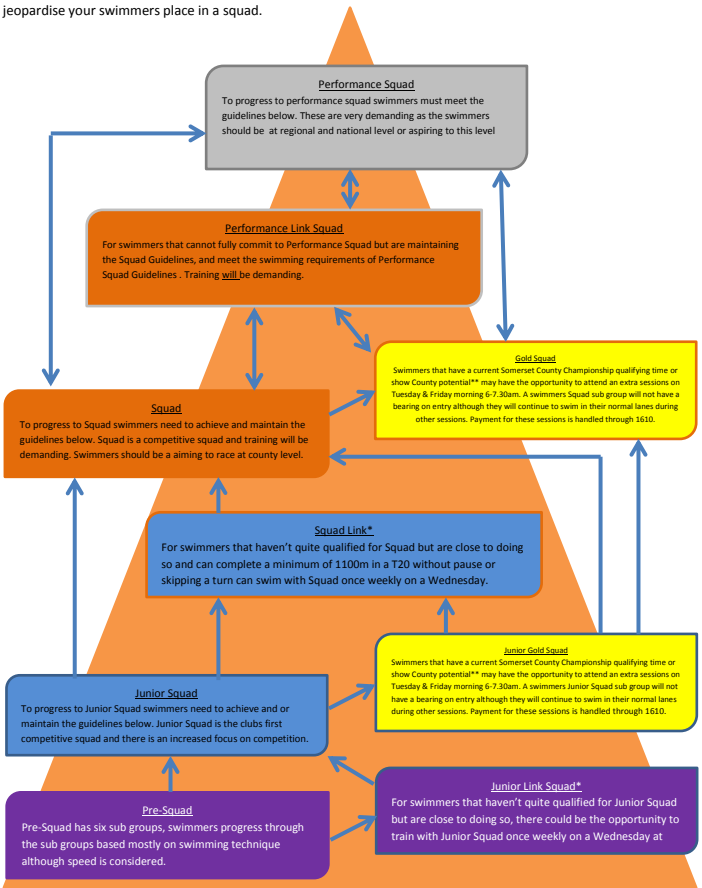 jeopardise your swimmers place in a squad.
Performance Squad
To progress to performance squad swimmers must meet the
guidelines below. These are very demanding as the swimmers
should be  at regional and national level or aspiring to this level
Performance Link Squad
For swimmers that cannot fully commit to Performance Squad but are maintaining
the Squad Guidelines, and meet the swimming requirements of Performance
Squad Guidelines . Training will be demanding.
Gold Squad
Swimmers that have a current Somerset County Championship qualifying time or
show County potential** may have the opportunity to attend an extra sessions on
Tuesday & Friday morning 6-7.30am. A swimmers Squad sub group will not have a
bearing on entry although they will continue to swim in their normal lanes during
other sessions. Payment for these sessions is handled through 1610.
Squad
To progress to Squad swimmers need to achieve and maintain the
guidelines below. Squad is a competitive squad and training will be
demanding. Swimmers should be a aiming to race at county level.
Squad Link*
For swimmers that haven't quite qualified for Squad but are close to doing
so and can complete a minimum of 1100m in a T20 without pause or
skipping a turn can swim with Squad once weekly on a Wednesday.
Junior Gold Squad
Swimmers that have a current Somerset County Championship qualifying time or
show County potential** may have the opportunity to attend an extra sessions on
Tuesday & Friday morning 6-7.30am. A swimmers Junior Squad sub group will not
have a bearing on entry although they will continue to swim in their normal lanes
during other sessions. Payment for these sessions is handled through 1610.
Junior Squad
To progress to Junior Squad swimmers need to achieve and or
maintain the guidelines below. Junior Squad is the clubs first
competitive squad and there is an increased focus on competition.
Junior Link Squad*
For swimmers that haven't quite qualified for Junior Squad
but are close to doing so, there could be the opportunity to
train with Junior Squad once weekly on a Wednesday at
Pre-Squad
Pre-Squad has six sub groups, swimmers progress through
the sub groups based mostly on swimming technique
although speed is considered.